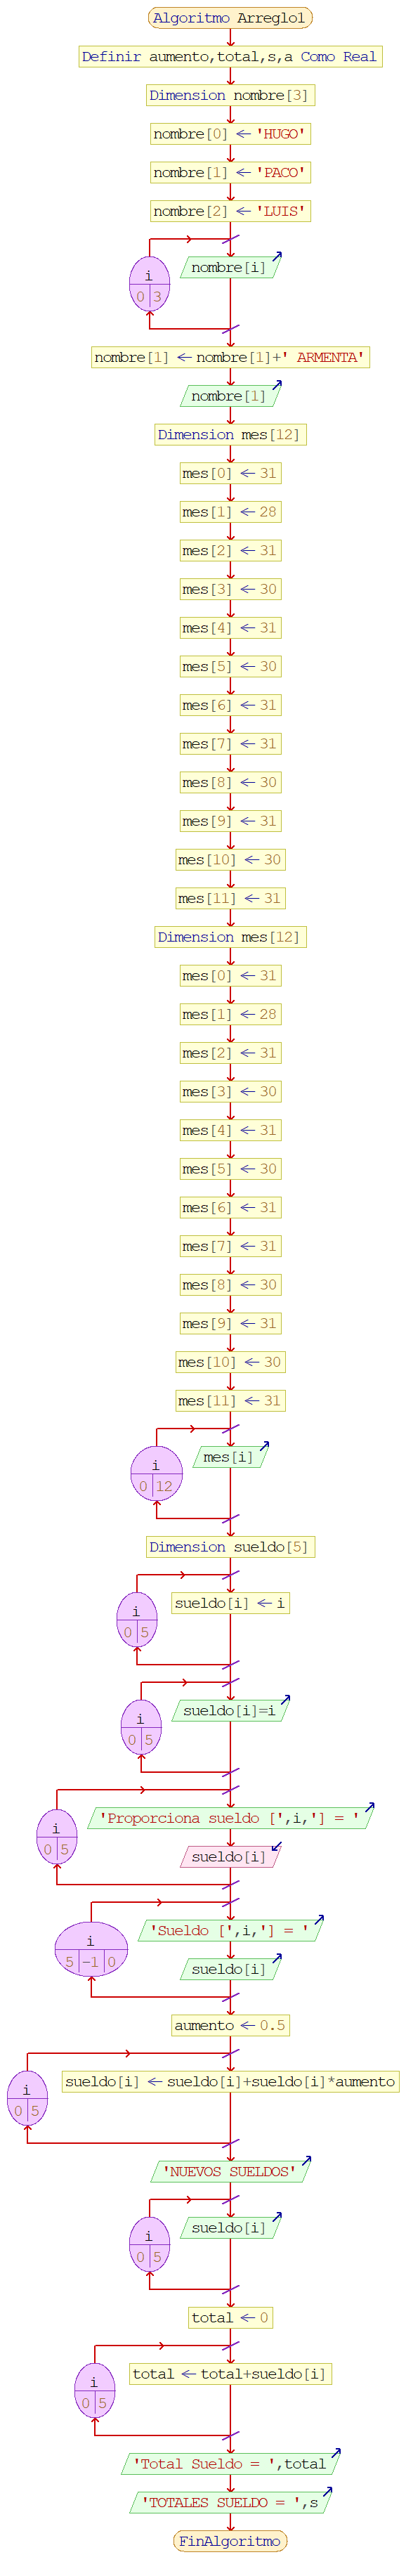 Algoritmo Arreglo1
Definir aumento,total,s,a Como Real
Dimension nombre[3]
nombre[0] ← 'HUGO'
nombre[1] ← 'PACO'
nombre[2] ← 'LUIS'
i
0 3
nombre[i]
nombre[1] ← nombre[1]+' ARMENTA'
nombre[1]
Dimension mes[12]
mes[0] ← 31
mes[1] ← 28
mes[2] ← 31
mes[3] ← 30
mes[4] ← 31
mes[5] ← 30
mes[6] ← 31
mes[7] ← 31
mes[8] ← 30
mes[9] ← 31
mes[10] ← 30
mes[11] ← 31
Dimension mes[12]
mes[0] ← 31
mes[1] ← 28
mes[2] ← 31
mes[3] ← 30
mes[4] ← 31
mes[5] ← 30
mes[6] ← 31
mes[7] ← 31
mes[8] ← 30
mes[9] ← 31
mes[10] ← 30
mes[11] ← 31
i
0 12
mes[i]
Dimension sueldo[5]
i
0 5
sueldo[i] ← i
i
0 5
sueldo[i]=i
i
0 5
'Proporciona sueldo [',i,'] = '
sueldo[i]
i
5 -1 0
'Sueldo [',i,'] = '
sueldo[i]
aumento ← 0.5
i
0 5
sueldo[i] ← sueldo[i]+sueldo[i]*aumento
'NUEVOS SUELDOS'
i
0 5
sueldo[i]
total ← 0
i
0 5
total ← total+sueldo[i]
'Total Sueldo = ',total
'TOTALES SUELDO = ',s
FinAlgoritmo